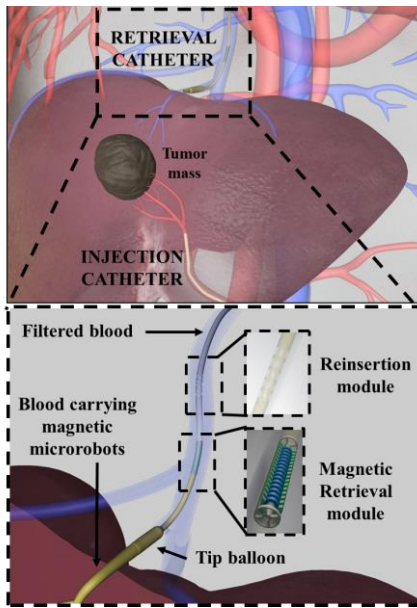 RETRIEVAL
CATHETER
Tumor
mass
INJECTION
CATHETER
Filtered blood
Reinsertion
module
Blood carrying
magnetic
microrobots
Magnetic
Retrieval
module
Tip balloon